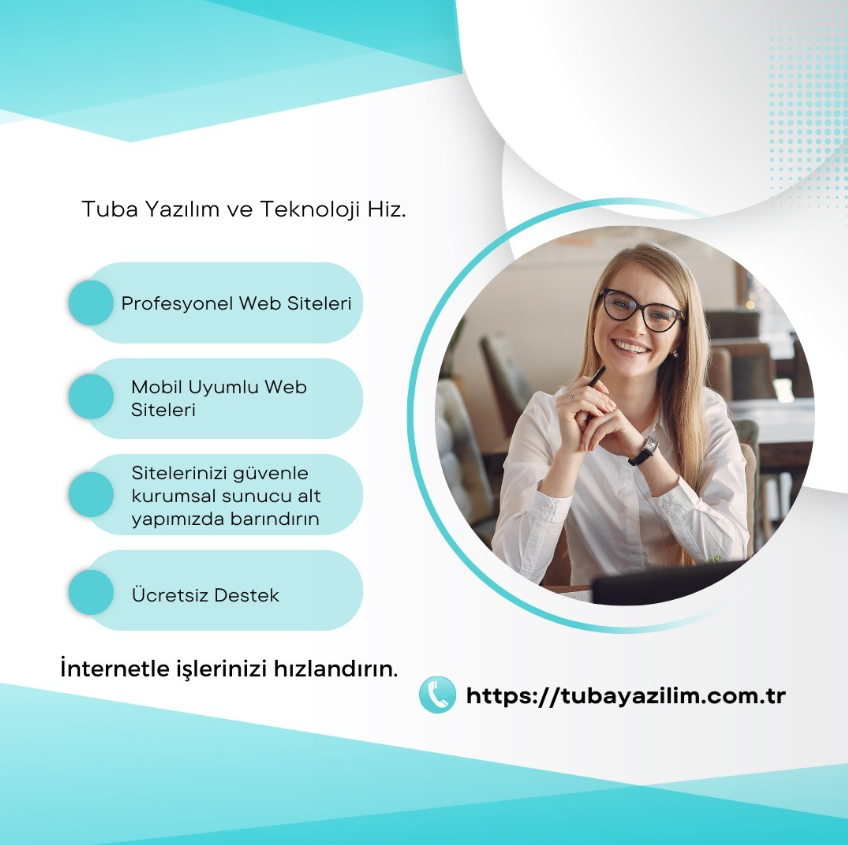 Tuba Yazılım ve Teknoloji Hiz.
Profesyonel Web Siteleri
Mobil Uyumlu Web
Siteleri
Sitelerinizi güvenle
kurumsal sunucu alt
yapımızda barındırın
Ücretsiz Destek
İnternetle işlerinizi hızlandırın.
https://tubayazilim.com.tr